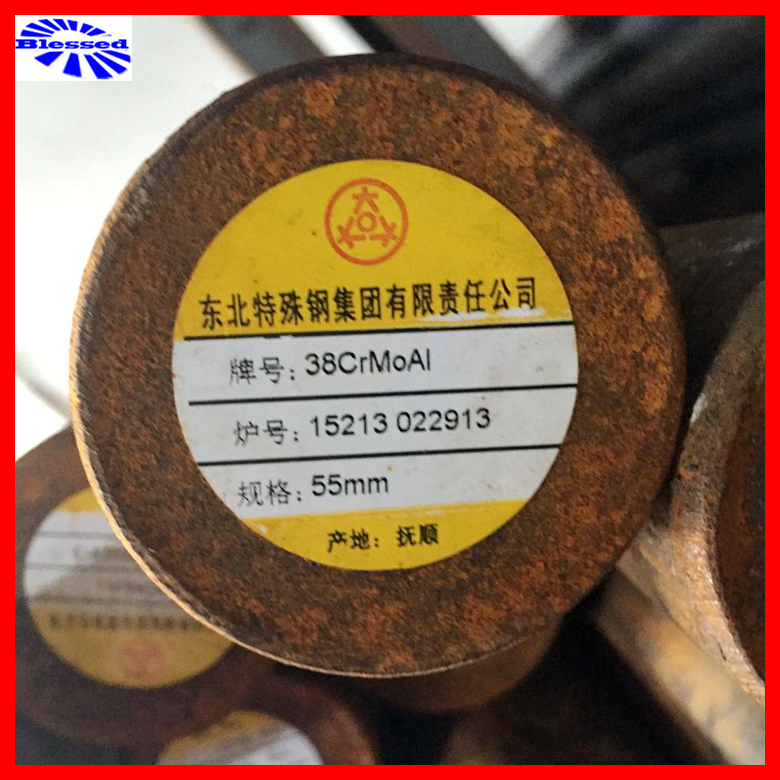 Blessed
东北特殊钢集团有限责任公司
牌号: 38CrMoAl
炉号: 15213 022913
规格: 55mm
产地: 抚顺